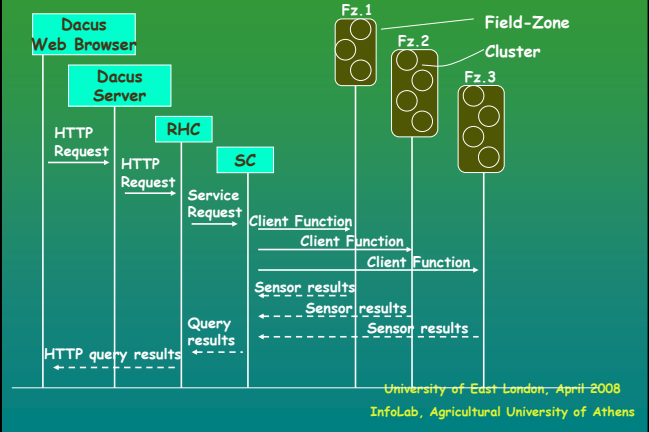 Dacus
Web Browser
Dacus
Server
RHC
SC
Fz.1
Fz.2
Fz.3
Field-Zone
Cluster
HTTP
Request
HTTP
Request
Service
Request
Client Function
Client Function
Client Function
Sensor results
Sensor results
Sensor results
Query
results
HTTP query results
University of East London, April 2008
InfoLab, Agricultural University of Athens